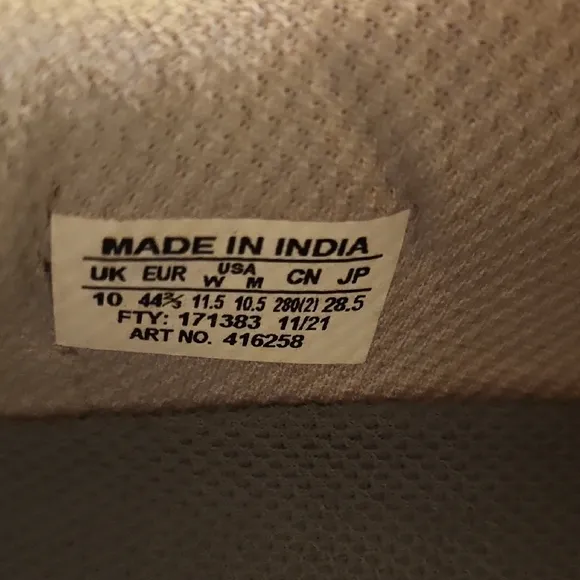 MADE IN INDIA
UK EUR USA W M CN JP
10 44⅔ 11.5 10.5 280(2) 28.5
FTY: 171383 11/21
ART NO. 416258